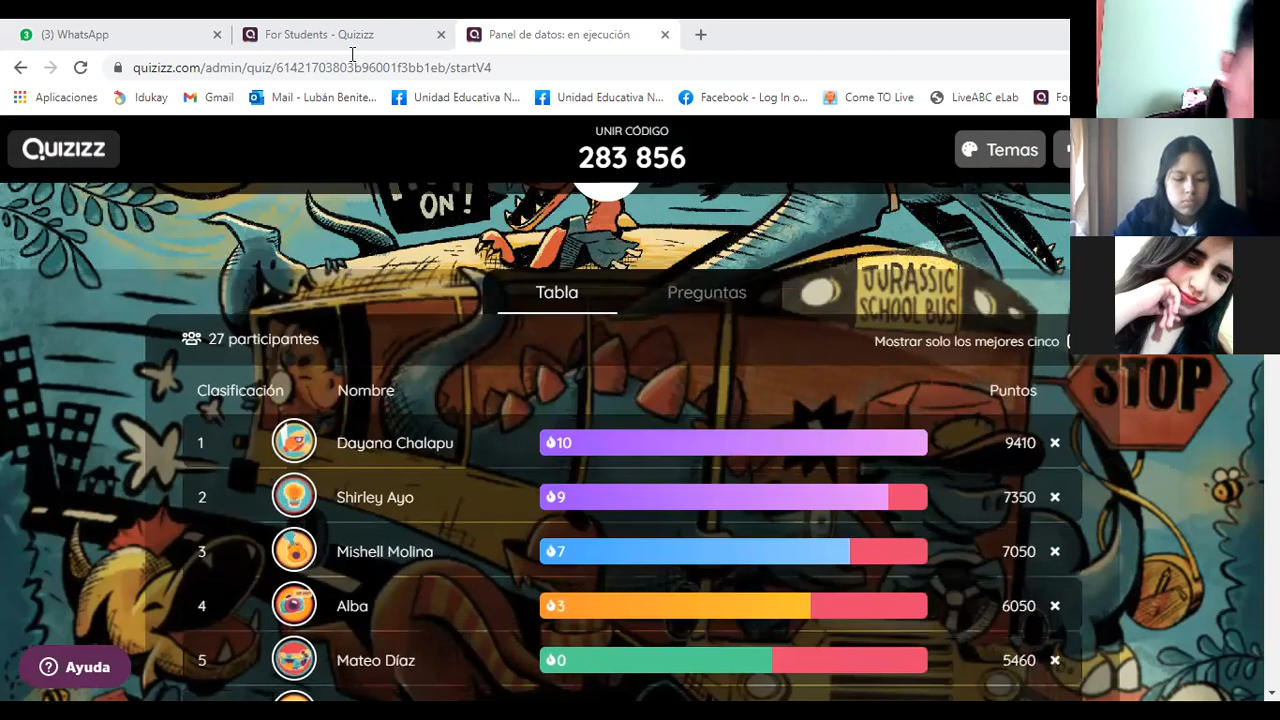 3 (3) WhatsApp
For Students - Quizizz
Panel de datos: en ejecución
quizizz.com/admin/quiz/61421703803b96001f3bb1eb/startV4
Aplicaciones Idukay Gmail Mail - Lubán Benite... Unidad Educativa N... Unidad Educativa N... Facebook - Log In o... Come TO Live LiveABC eLab Fo
UNIR CÓDIGO
QUIZIZZ 283 856 Temas
ON!
JURASSIC
SCHOOL BUS
Tabla Preguntas
27 participantes Mostrar solo los mejores cinco
STOP
Clasificación Nombre Puntos
1 Dayana Chalapu 10 9410
2 Shirley Ayo 9 7350
3 Mishell Molina 7 7050
4 Alba 3 6050
5 Mateo Díaz 0 5460
Ayuda